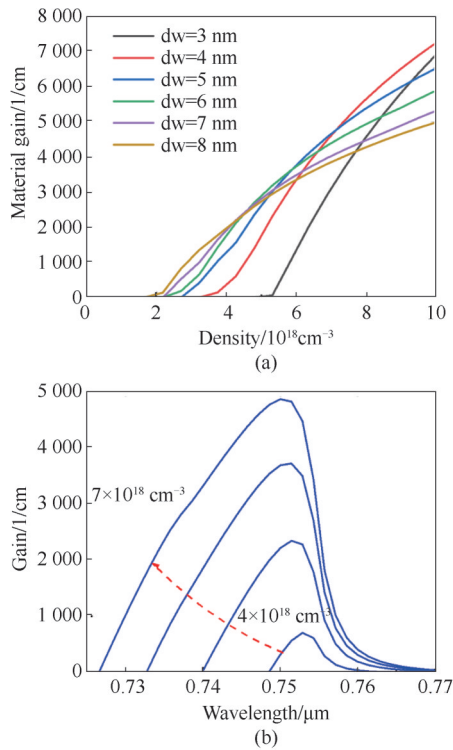 8 000
7 000
6 000
5 000
4 000
3 000
2 000
1 000
0
Material gain/1/cm
dw=3 nm
dw=4 nm
dw=5 nm
dw=6 nm
dw=7 nm
dw=8 nm
0 2 4 6 8 10
Density/10¹⁸cm⁻³
(a)
5 000
4 000
3 000
2 000
1 000
0
Gain/1/cm
7×10¹⁸ cm⁻³
4×10¹⁸ cm⁻³
0.73 0.74 0.75 0.76 0.77
Wavelength/μm
(b)